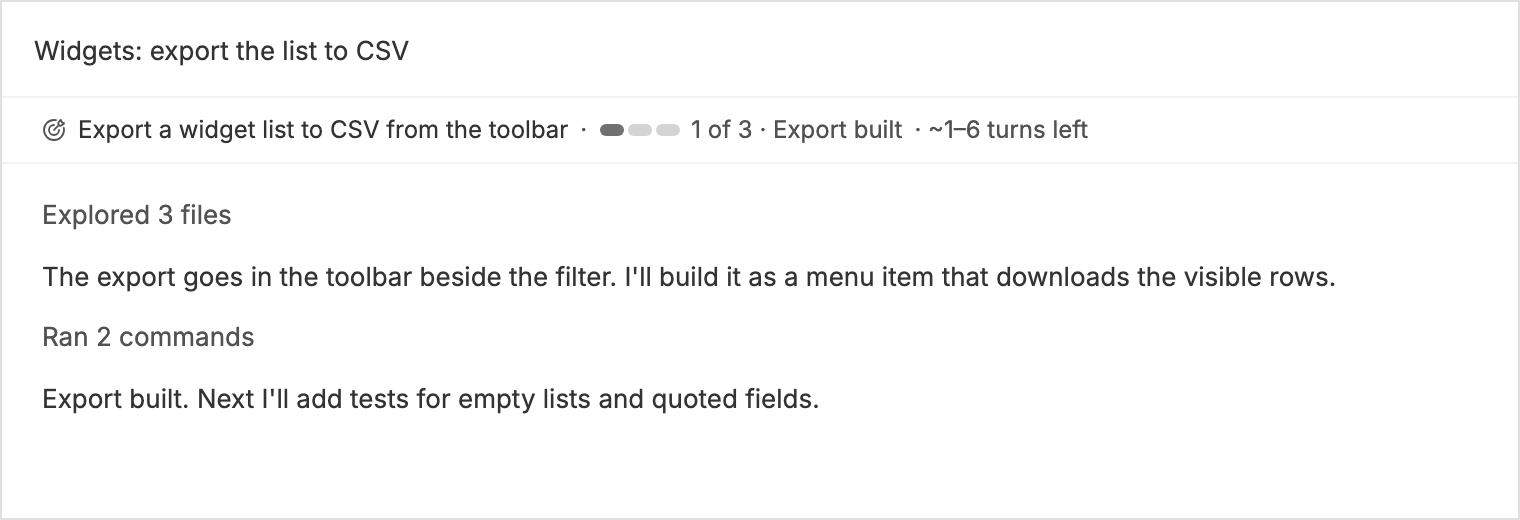 Widgets: export the list to CSV
Export a widget list to CSV from the toolbar · 1 of 3 · Export built · ~1–6 turns left
Explored 3 files
The export goes in the toolbar beside the filter. I'll build it as a menu item that downloads the visible rows.
Ran 2 commands
Export built. Next I'll add tests for empty lists and quoted fields.